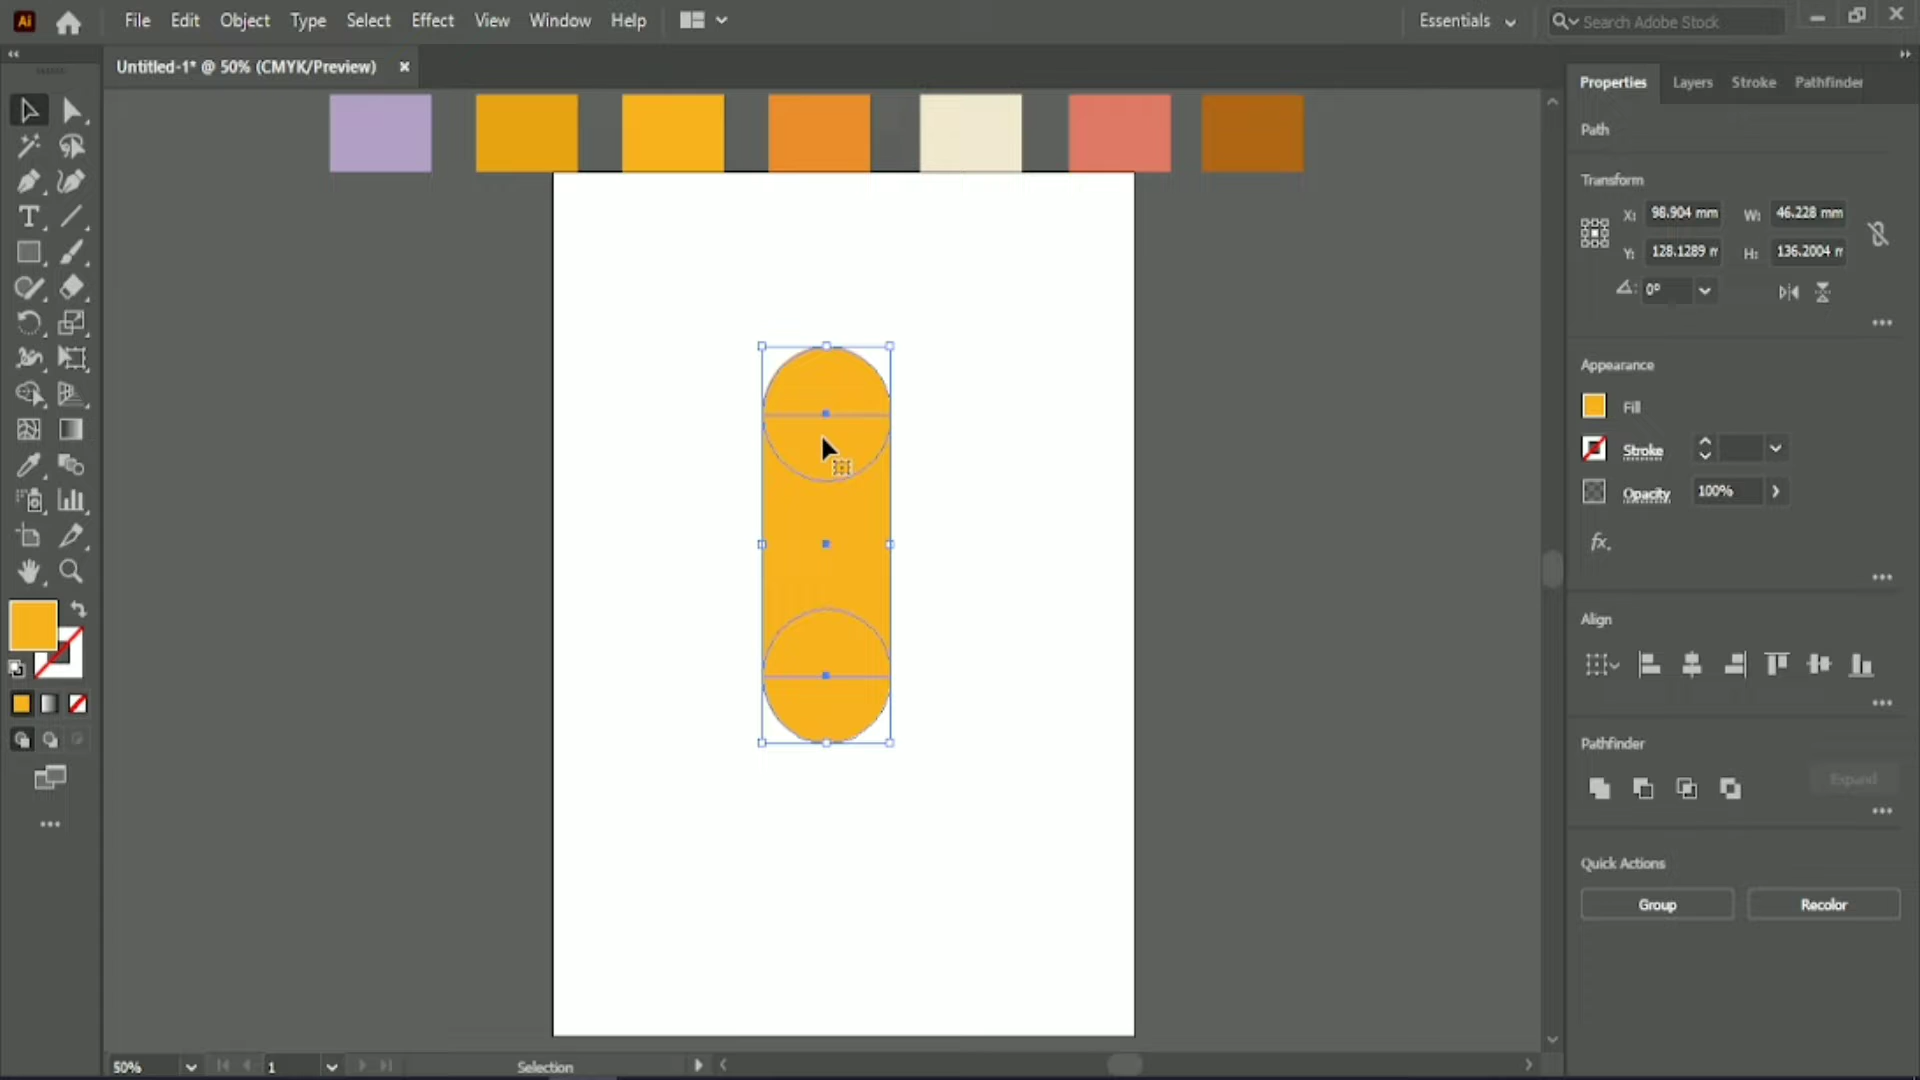 Ai File Edit Object Type Select Effect View Window Help Essentials Search Adobe Stock
Untitled-1* @ 50% (CMYK/Preview)
Properties Layers Stroke Pathfinder
Path
Transform
X: 98.904 mm W: 46.228 mm
Y: 128.1289 m H: 136.2004 m
0°
Appearance
Fill
Stroke
Opacity 100%
fx.
Align
Pathfinder
Expand
Quick Actions
Group Recolor
50% 1 Selection